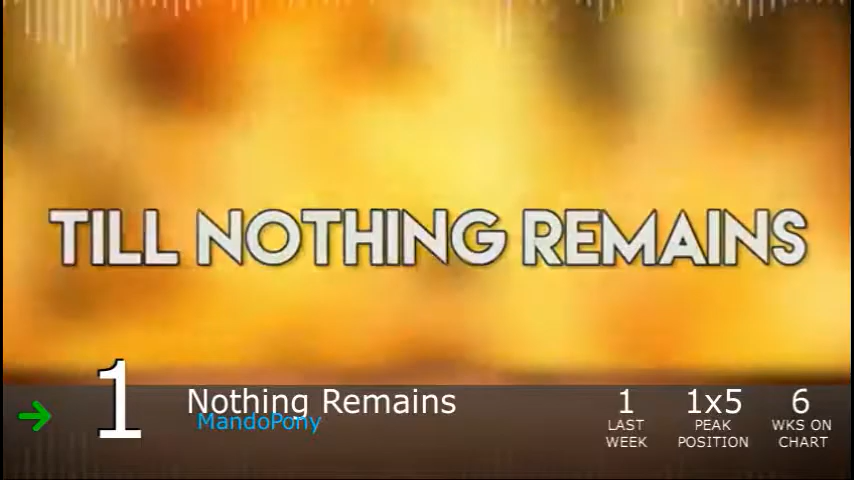 TILL NOTHING REMAINS
1
Nothing Remains
MandoPony
1
LAST
WEEK
1x5
PEAK
POSITION
6
WKS ON
CHART